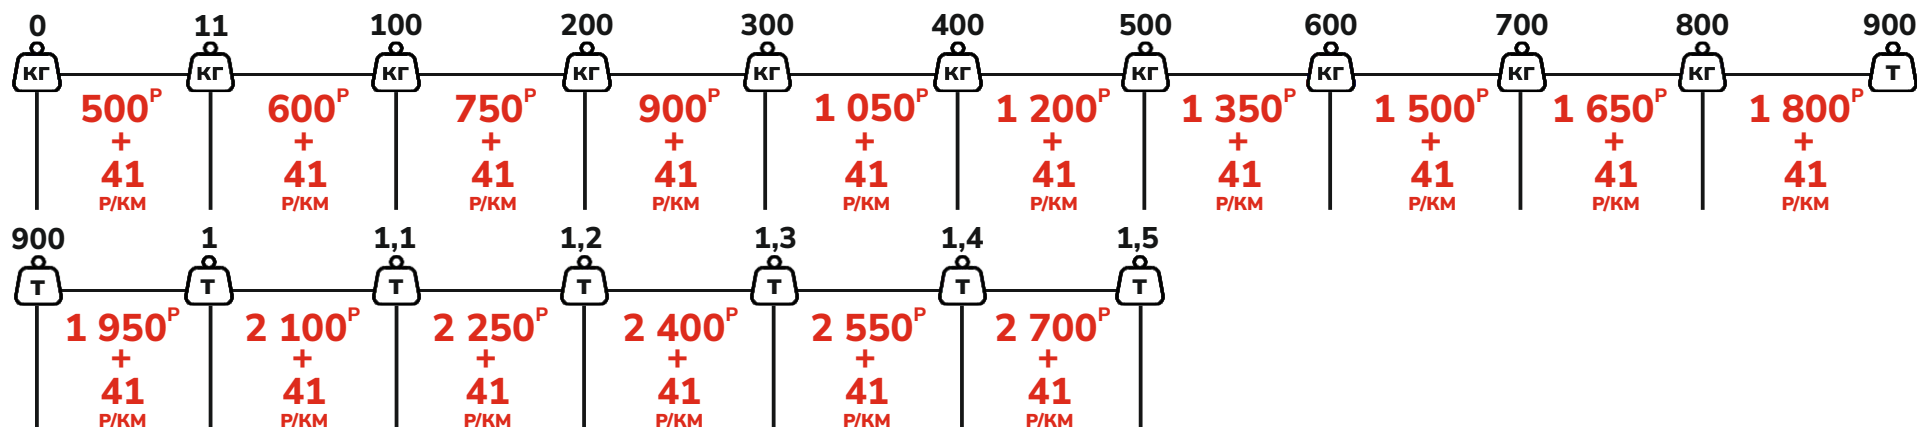 0 11 100 200 300 400 500 600 700 800 900
КГ КГ КГ КГ КГ КГ КГ КГ КГ КГ Т
500Р 600Р 750Р 900Р 1 050Р 1 200Р 1 350Р 1 500Р 1 650Р 1 800Р
+ + + + + + + + + +
41 41 41 41 41 41 41 41 41 41
Р/КМ Р/КМ Р/КМ Р/КМ Р/КМ Р/КМ Р/КМ Р/КМ Р/КМ Р/КМ
900 1 1,1 1,2 1,3 1,4 1,5
Т Т Т Т Т Т Т
1 950Р 2 100Р 2 250Р 2 400Р 2 550Р 2 700Р
+ + + + + +
41 41 41 41 41 41
Р/КМ Р/КМ Р/КМ Р/КМ Р/КМ Р/КМ